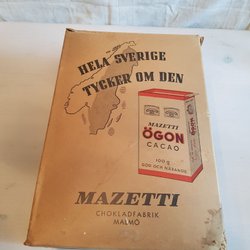 HELA SVERIGE
TYCKER OM DEN
MAZETTI
ÖGON
CACAO
100 g
GOD OCH NÄRANDE
MAZETTI
CHOKLADFABRIK
MALMÖ